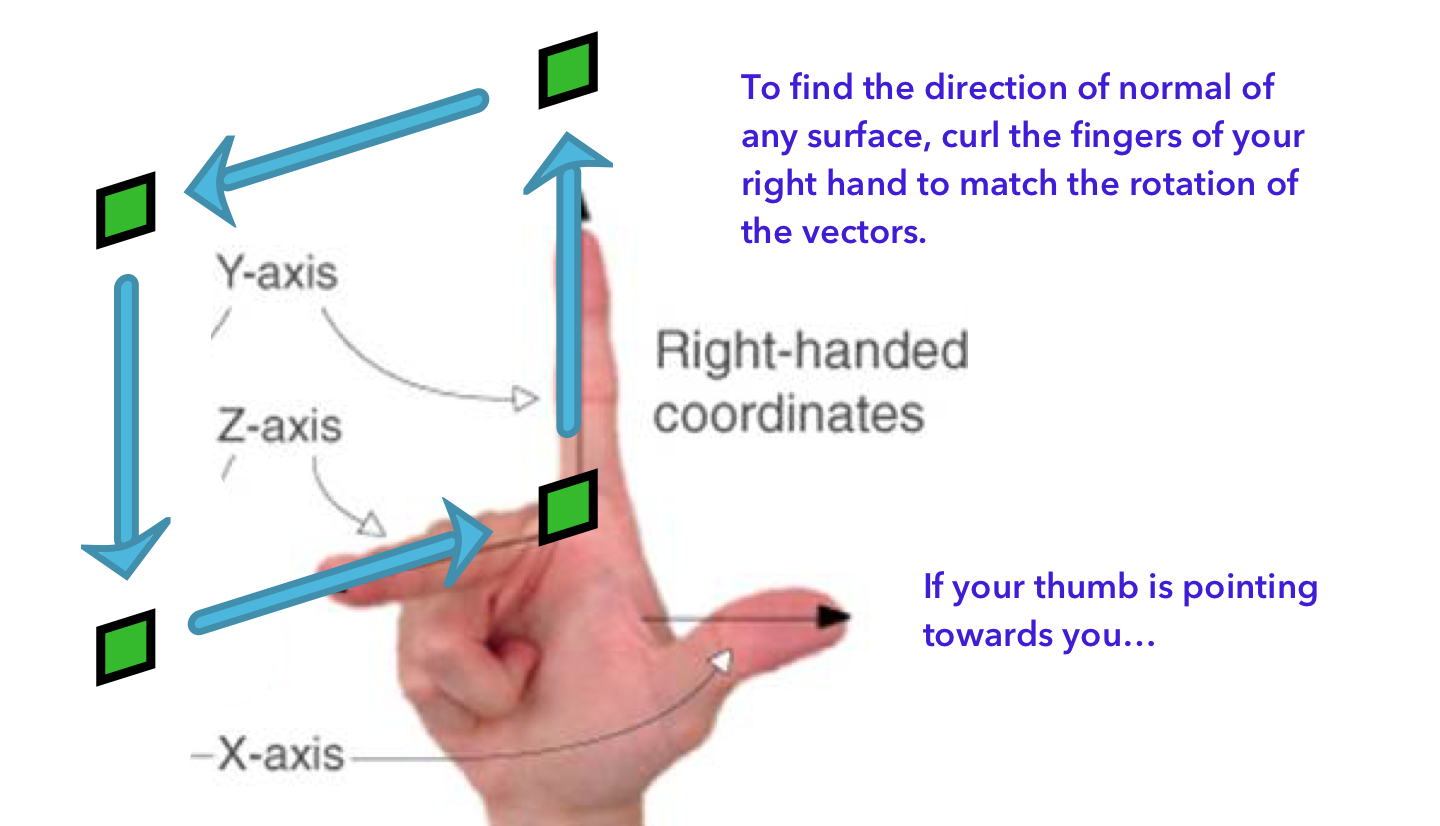 To find the direction of normal of
any surface, curl the fingers of your
right hand to match the rotation of
the vectors.
Y-axis
Right-handed
coordinates
Z-axis
If your thumb is pointing
towards you…
X-axis